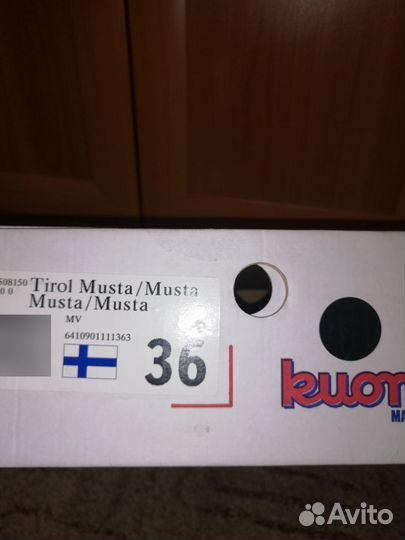 508150 Tirol Musta/Musta
0 0 Musta/Musta
MV
6410901111363
36
kuom
MA
Avito